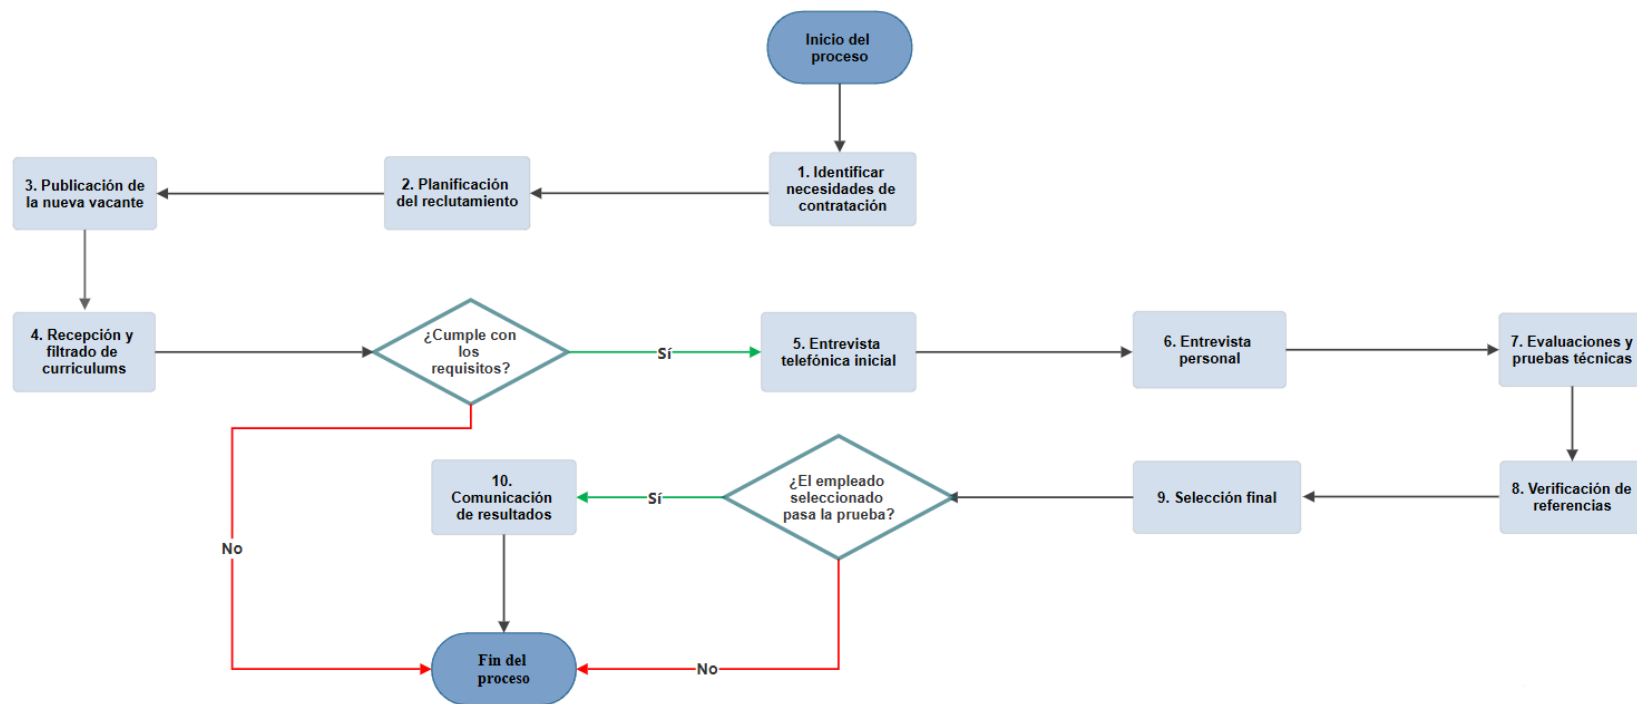 Inicio del
proceso
1. Identificar
necesidades de
contratación
2. Planificación
del reclutamiento
3. Publicación de
la nueva vacante
4. Recepción y
filtrado de
curriculums
¿Cumple con
los
requisitos?
Sí
5. Entrevista
telefónica inicial
6. Entrevista
personal
7. Evaluaciones y
pruebas técnicas
8. Verificación de
referencias
9. Selección final
¿El empleado
seleccionado
pasa la prueba?
Sí
10.
Comunicación
de resultados
No
No
Fin del
proceso